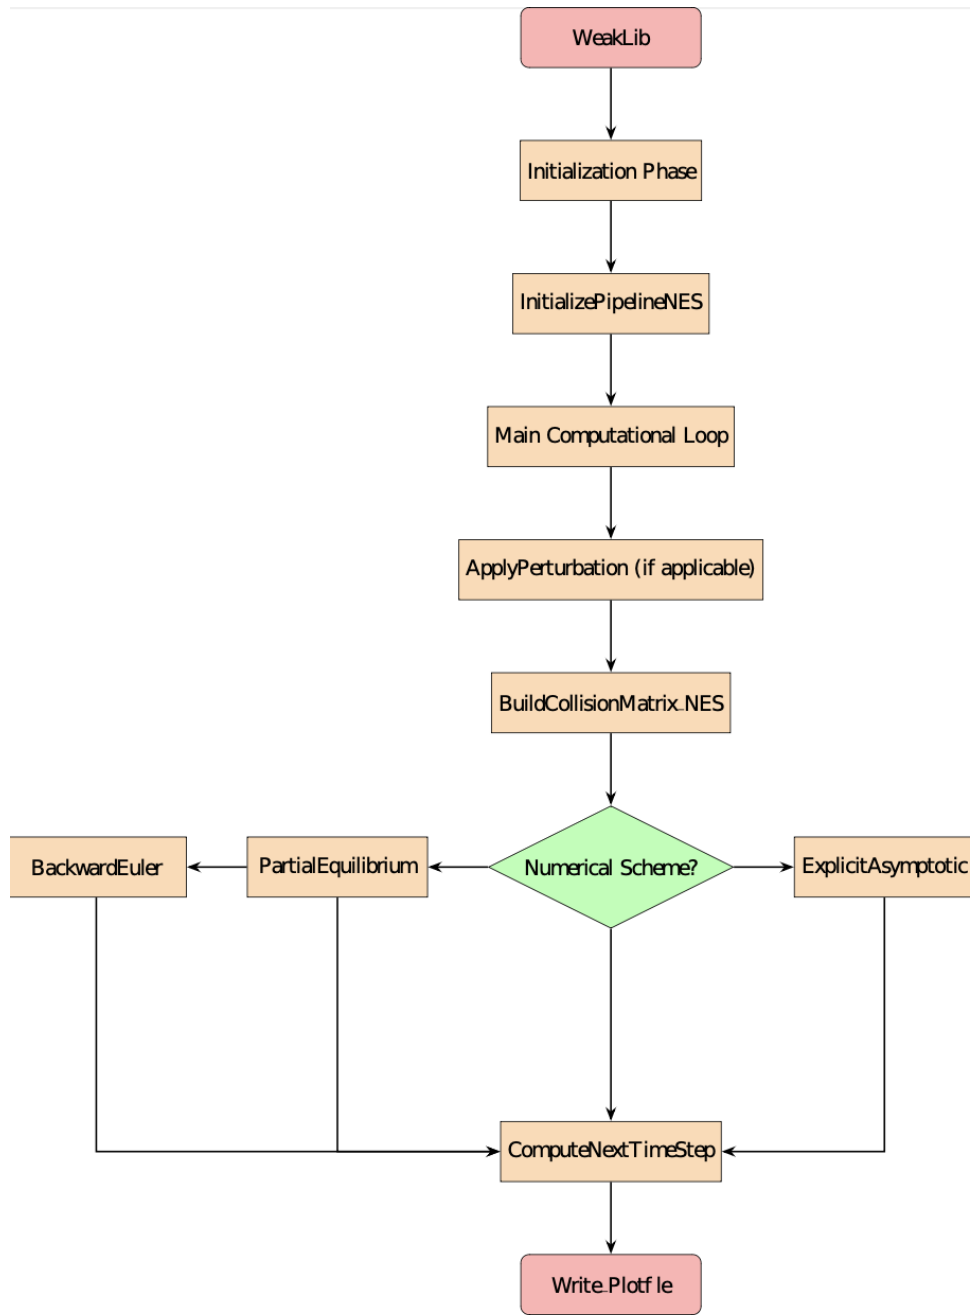 WeakLib
Initialization Phase
InitializePipelineNES
Main Computational Loop
ApplyPerturbation (if applicable)
BuildCollisionMatrix_NES
BackwardEuler
PartialEquilibrium
Numerical Scheme?
ExplicitAsymptotic
ComputeNextTimeStep
Write_Plotf le